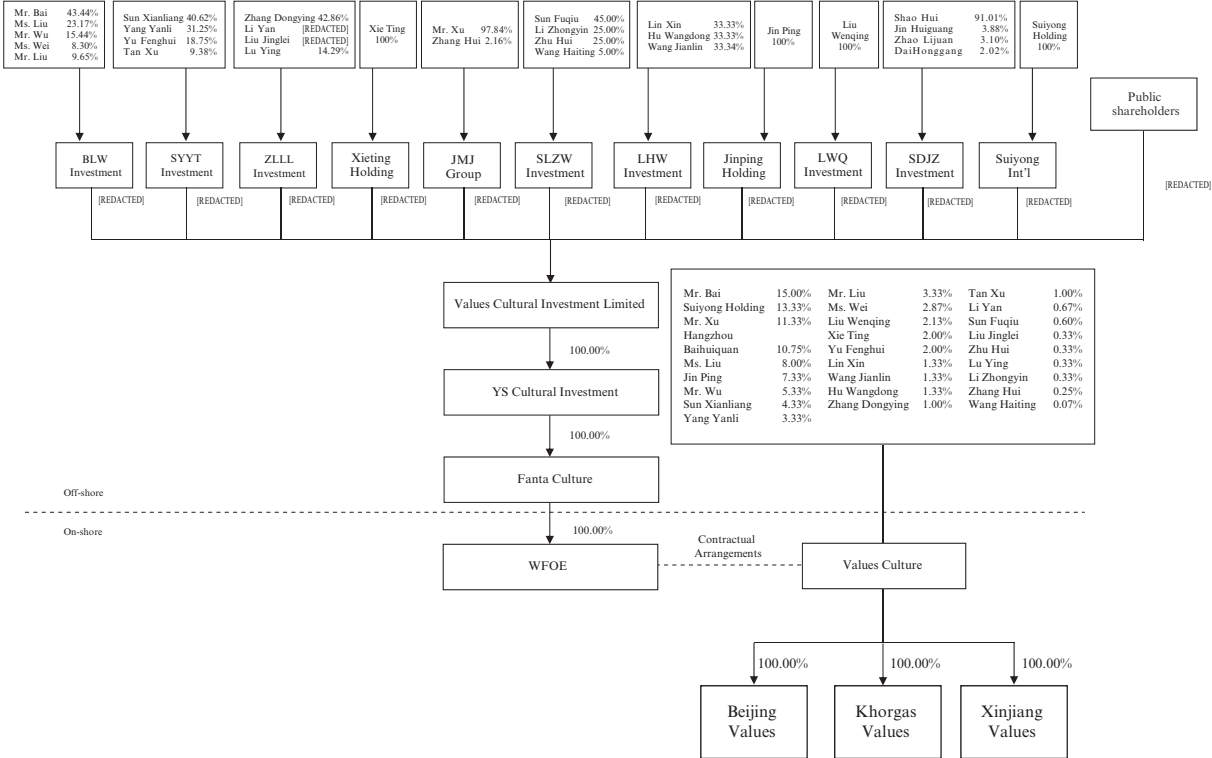 Mr. Bai 43.44%
Ms. Liu 23.17%
Mr. Wu 15.44%
Ms. Wei 8.30%
Mr. Liu 9.65%
Sun Xianliang 40.62%
Yang Yanli 31.25%
Yu Fenghui 18.75%
Tan Xu 9.38%
Zhang Dongying 42.86%
Li Yan [REDACTED]
Liu Jinglei [REDACTED]
Lu Ying 14.29%
Xie Ting
100%
Mr. Xu 97.84%
Zhang Hui 2.16%
Sun Fuqiu 45.00%
Li Zhongyin 25.00%
Zhu Hui 25.00%
Wang Haiting 5.00%
Lin Xin 33.33%
Hu Wangdong 33.33%
Wang Jianlin 33.34%
Jin Ping
100%
Liu
Wenqing
100%
Shao Hui 91.01%
Jin Huiguang 3.88%
Zhao Lijuan 3.10%
DaiHonggang 2.02%
Suiyong
Holding
100%
Public
shareholders
BLW
Investment
SYYT
Investment
ZLLL
Investment
Xieting
Holding
JMJ
Group
SLZW
Investment
LHW
Investment
Jinping
Holding
LWQ
Investment
SDJZ
Investment
Suiyong
Int'l
[REDACTED]
[REDACTED]
[REDACTED]
[REDACTED]
[REDACTED]
[REDACTED]
[REDACTED]
[REDACTED]
[REDACTED]
[REDACTED]
[REDACTED]
[REDACTED]
Values Cultural Investment Limited
100.00%
YS Cultural Investment
100.00%
Fanta Culture
Mr. Bai 15.00% Mr. Liu 3.33% Tan Xu 1.00%
Suiyong Holding 13.33% Ms. Wei 2.87% Li Yan 0.67%
Mr. Xu 11.33% Liu Wenqing 2.13% Sun Fuqiu 0.60%
Hangzhou Xie Ting 2.00% Liu Jinglei 0.33%
Baihuiquan 10.75% Yu Fenghui 2.00% Zhu Hui 0.33%
Ms. Liu 8.00% Lin Xin 1.33% Lu Ying 0.33%
Jin Ping 7.33% Wang Jianlin 1.33% Li Zhongyin 0.33%
Mr. Wu 5.33% Hu Wangdong 1.33% Zhang Hui 0.25%
Sun Xianliang 4.33% Zhang Dongying 1.00% Wang Haiting 0.07%
Yang Yanli 3.33%
Off-shore
On-shore
100.00%
WFOE
Contractual
Arrangements
Values Culture
100.00%
100.00%
100.00%
Beijing
Values
Khorgas
Values
Xinjiang
Values